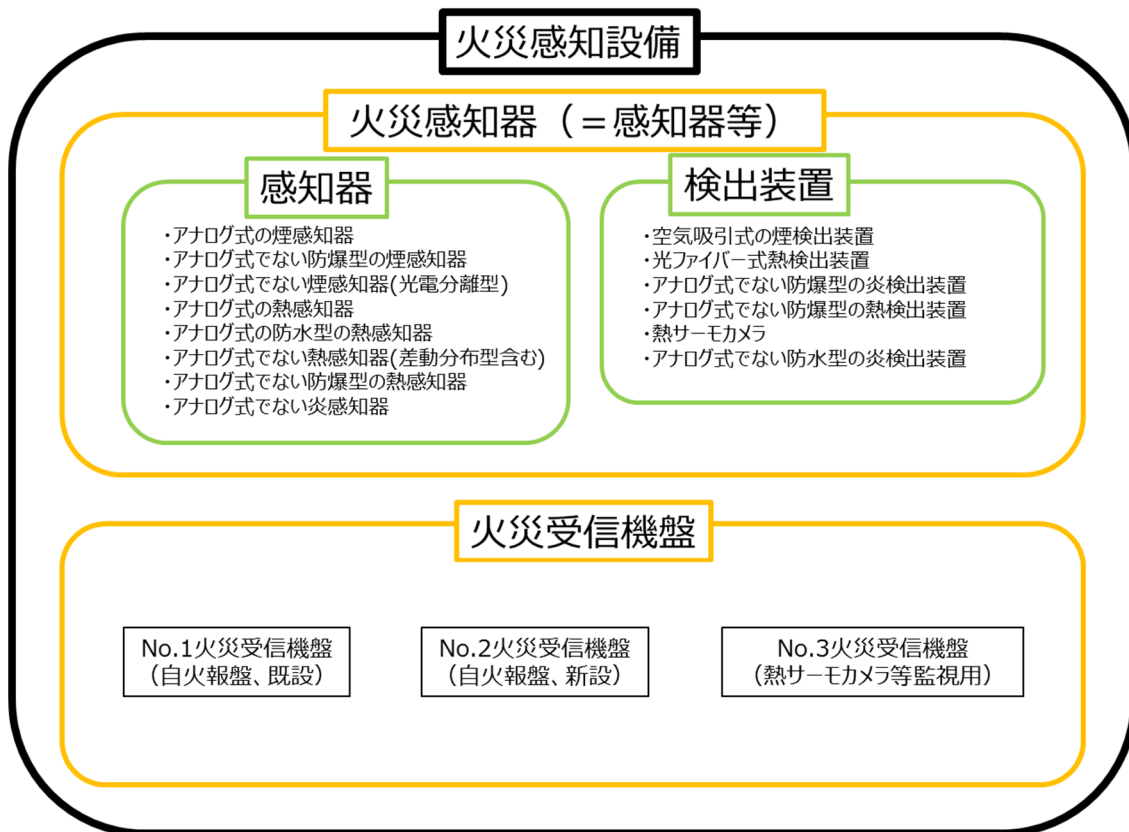 火災感知設備
火災感知器（＝感知器等）
感知器
・アナログ式の煙感知器
・アナログ式でない防爆型の煙感知器
・アナログ式でない煙感知器(光電分離型)
・アナログ式の熱感知器
・アナログ式の防水型の熱感知器
・アナログ式でない熱感知器(差動分布型含む)
・アナログ式でない防爆型の熱感知器
・アナログ式でない炎感知器
検出装置
・空気吸引式の煙検出装置
・光ファイバー式熱検出装置
・アナログ式でない防爆型の炎検出装置
・アナログ式でない防爆型の熱検出装置
・熱サーモカメラ
・アナログ式でない防水型の炎検出装置
火災受信機盤
No.1火災受信機盤
（自火報盤、既設）
No.2火災受信機盤
（自火報盤、新設）
No.3火災受信機盤
（熱サーモカメラ等監視用）